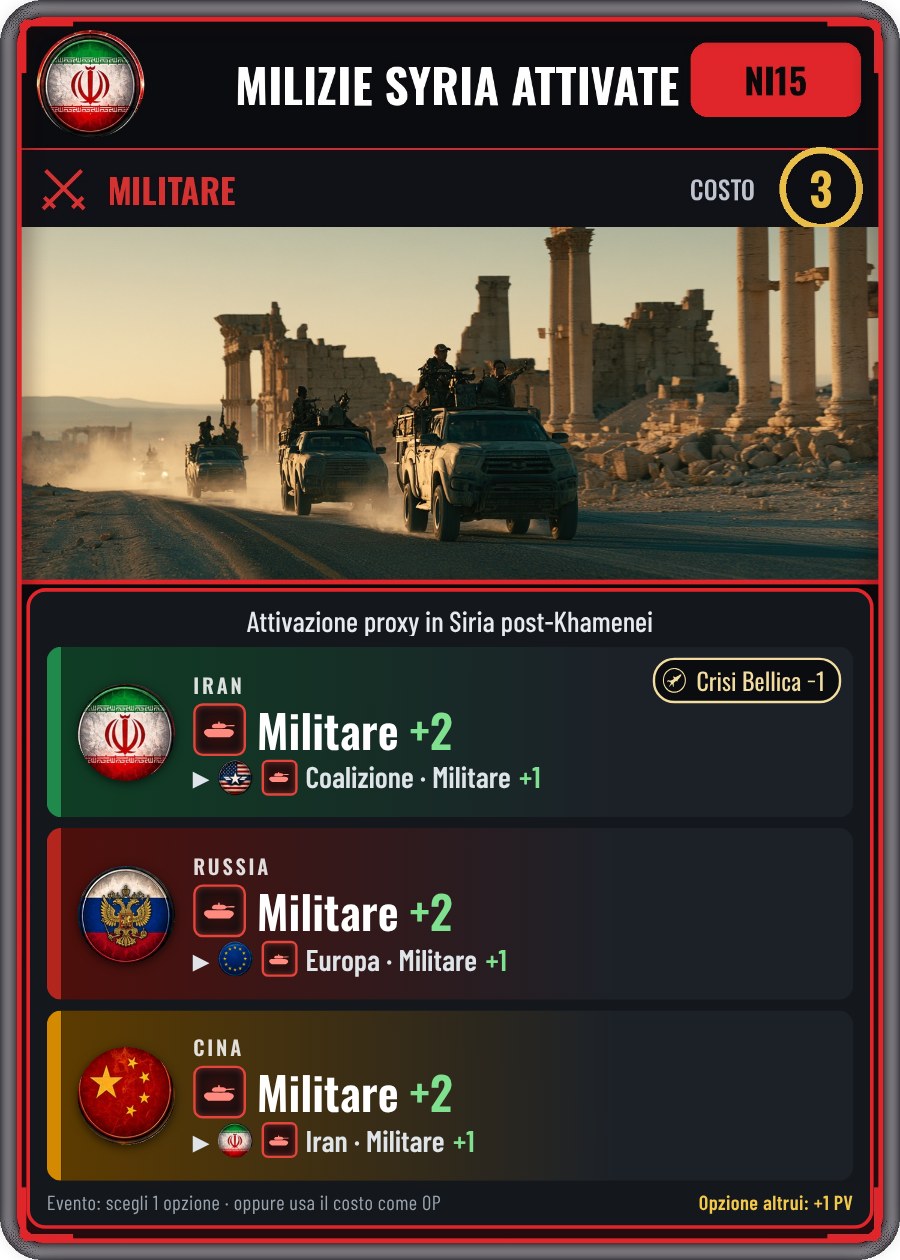 MILIZIE SYRIA ATTIVATE
NI15
MILITARE
COSTO
3
Attivazione proxy in Siria post-Khamenei
IRAN
Crisi Bellica -1
Militare +2
▶ Coalizione · Militare +1
RUSSIA
Militare +2
▶ Europa · Militare +1
CINA
Militare +2
▶ Iran · Militare +1
Evento: scegli 1 opzione · oppure usa il costo come OP
Opzione altrui: +1 PV